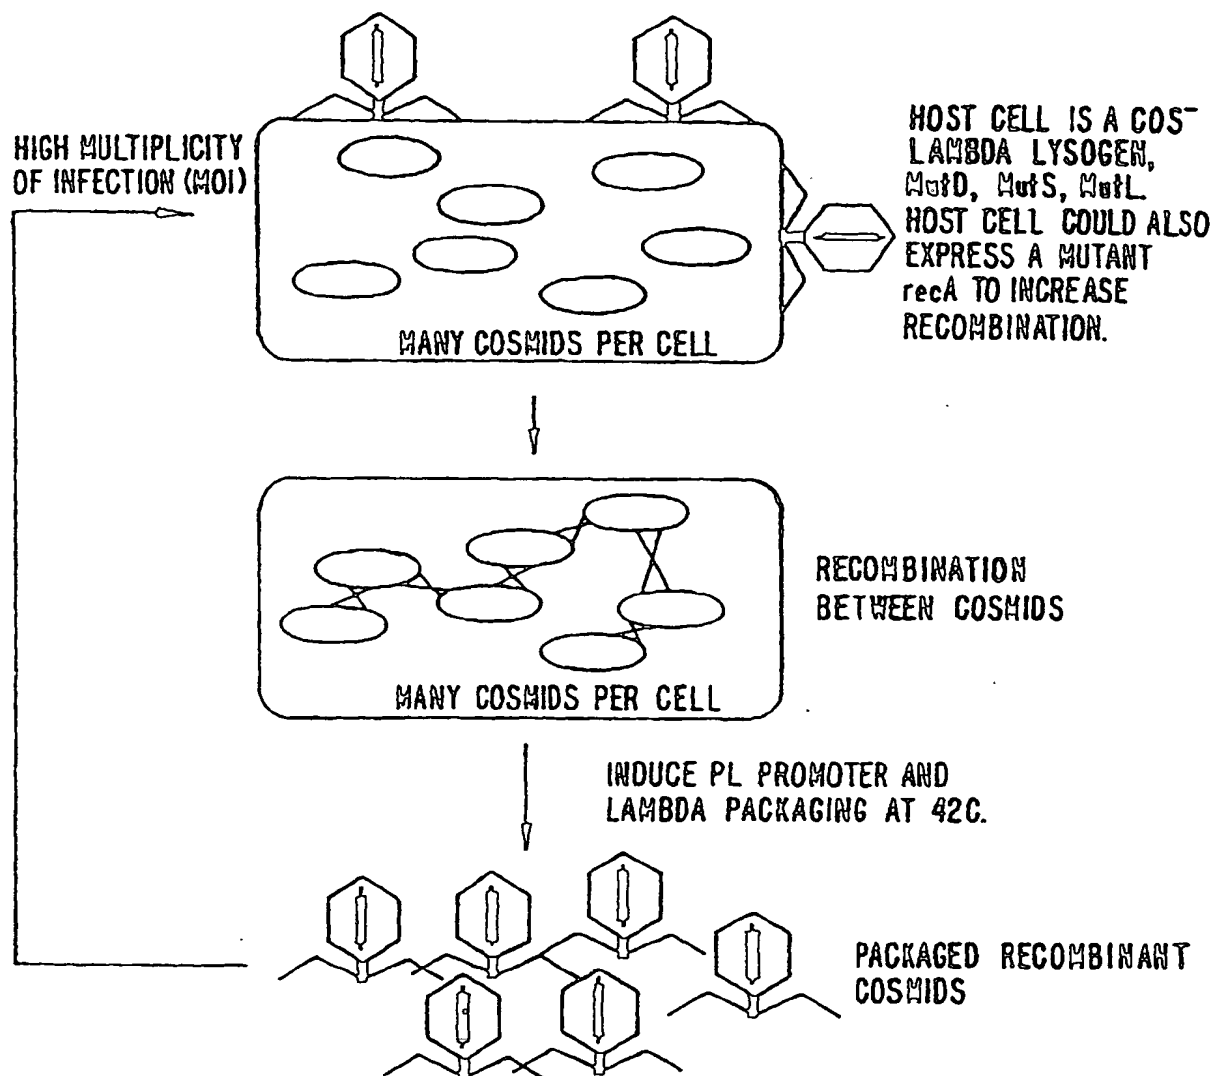 HIGH MULTIPLICITY
OF INFECTION (MOI)
HOST CELL IS A COS⁻
LAMBDA LYSOGEN,
MutD, MutS, MutL.
HOST CELL COULD ALSO
EXPRESS A MUTANT
recA TO INCREASE
RECOMBINATION.
MANY COSMIDS PER CELL
RECOMBINATION
BETWEEN COSMIDS
MANY COSMIDS PER CELL
INDUCE PL PROMOTER AND
LAMBDA PACKAGING AT 42C.
PACKAGED RECOMBINANT
COSMIDS